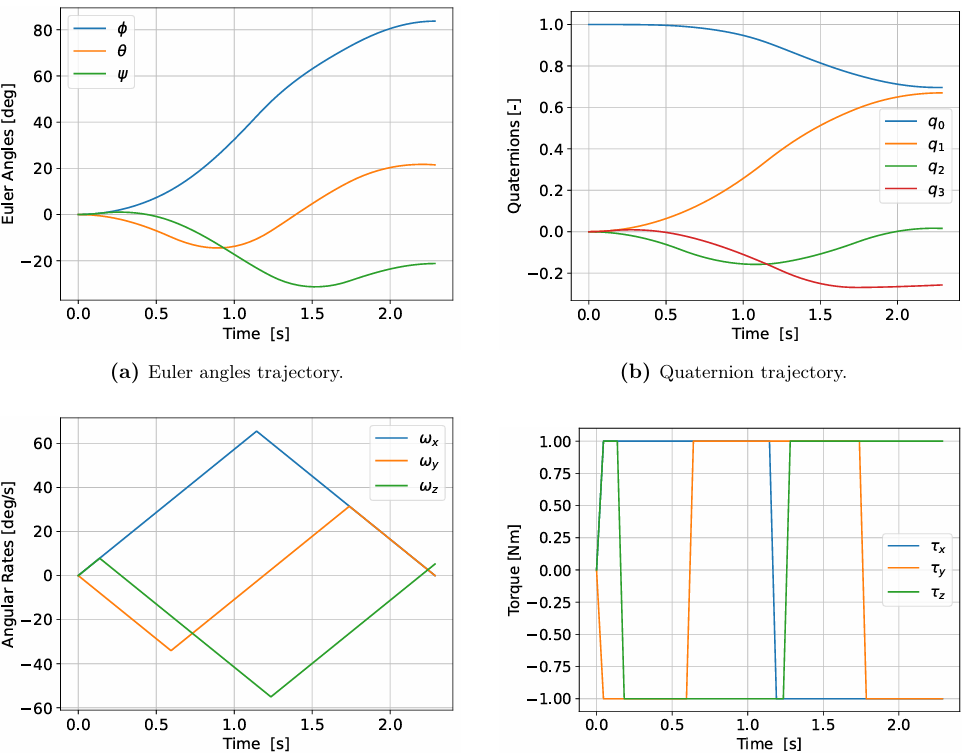 80
60
40
20
0
−20
Euler Angles [deg]
ϕ
θ
ψ
0.0 0.5 1.0 1.5 2.0
Time [s]
(a) Euler angles trajectory.
1.0
0.8
0.6
0.4
0.2
0.0
−0.2
Quaternions [-]
q0
q1
q2
q3
0.0 0.5 1.0 1.5 2.0
Time [s]
(b) Quaternion trajectory.
60
40
20
0
−20
−40
−60
Angular Rates [deg/s]
ωx
ωy
ωz
0.0 0.5 1.0 1.5 2.0
Time [s]
1.00
0.75
0.50
0.25
0.00
−0.25
−0.50
−0.75
−1.00
Torque [Nm]
τx
τy
τz
0.0 0.5 1.0 1.5 2.0
Time [s]